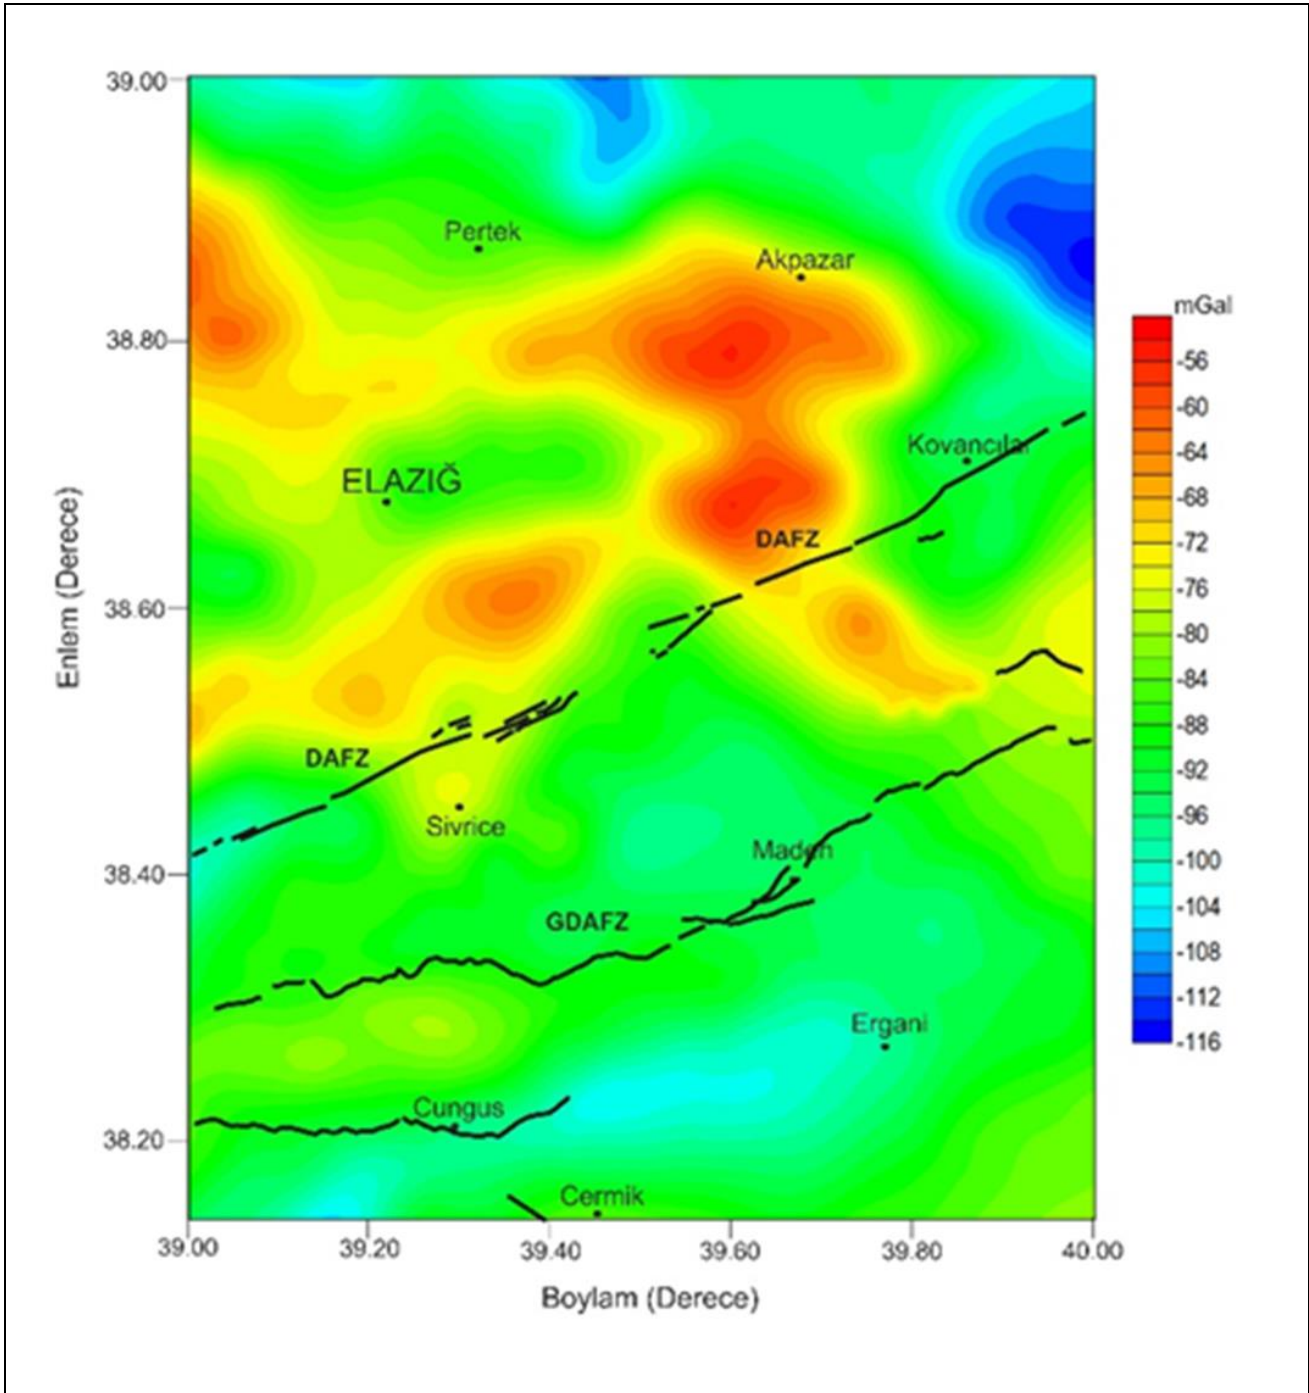 39.00
Pertek
Akpazar
mGal
38.80
-56
-60
Kovancılar
-64
ELAZIĞ
-68
DAFZ
-72
-76
38.60
-80
Enlem (Derece)
-84
-88
DAFZ
-92
Sivrice
-96
Maden
-100
38.40
-104
GDAFZ
-108
-112
Ergani
-116
Cungus
38.20
Cermik
39.00 39.20 39.40 39.60 39.80 40.00
Boylam (Derece)